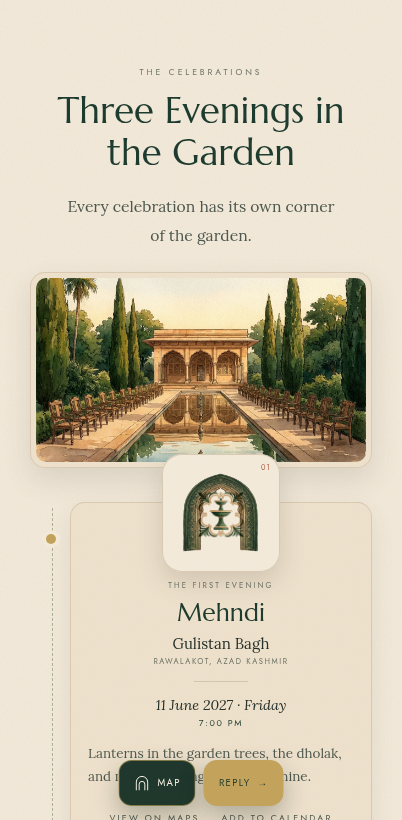 THE CELEBRATIONS
Three Evenings in
the Garden
Every celebration has its own corner
of the garden.
01
THE FIRST EVENING
Mehndi
Gulistan Bagh
RAWALAKOT, AZAD KASHMIR
11 June 2027 · Friday
7:00 PM
Lanterns in the garden trees, the dholak,
and
MAP
REPLY →
VIEW ON MAPS
ADD TO CALENDAR